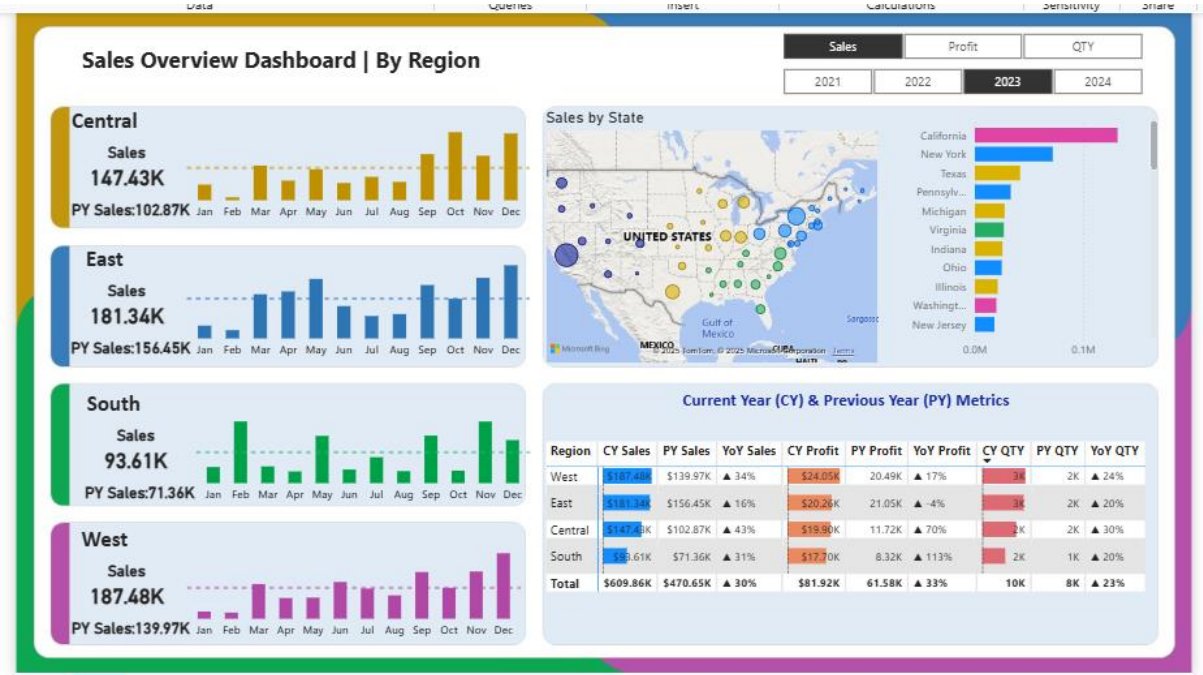 Data Queries Insert Calculations Sensitivity Share
Sales Overview Dashboard | By Region
Sales Profit QTY
2021 2022 2023 2024
Central
Sales
147.43K
PY Sales:102.87K
Jan Feb Mar Apr May Jun Jul Aug Sep Oct Nov Dec
East
Sales
181.34K
PY Sales:156.45K
Jan Feb Mar Apr May Jun Jul Aug Sep Oct Nov Dec
South
Sales
93.61K
PY Sales:71.36K
Jan Feb Mar Apr May Jun Jul Aug Sep Oct Nov Dec
West
Sales
187.48K
PY Sales:139.97K
Jan Feb Mar Apr May Jun Jul Aug Sep Oct Nov Dec
Sales by State
UNITED STATES
Gulf of
Mexico
MEXICO
CUBA
HAITI
Microsoft Bing
© 2025 TomTom, © 2025 Microsoft Corporation Terms
California
New York
Texas
Pennsylv...
Michigan
Virginia
Indiana
Ohio
Illinois
Washingt...
New Jersey
0.0M 0.1M
Current Year (CY) & Previous Year (PY) Metrics
Region CY Sales PY Sales YoY Sales CY Profit PY Profit YoY Profit CY QTY PY QTY YoY QTY
West $187.48K $139.97K ▲ 34% $24.05K 20.49K ▲ 17% 3K 2K ▲ 24%
East $181.34K $156.45K ▲ 16% $20.26K 21.05K ▲ -4% 3K 2K ▲ 20%
Central $147.43K $102.87K ▲ 43% $19.90K 11.72K ▲ 70% 2K 2K ▲ 30%
South $93.61K $71.36K ▲ 31% $17.70K 8.32K ▲ 113% 2K 1K ▲ 20%
Total $609.86K $470.65K ▲ 30% $81.92K 61.58K ▲ 33% 10K 8K ▲ 23%